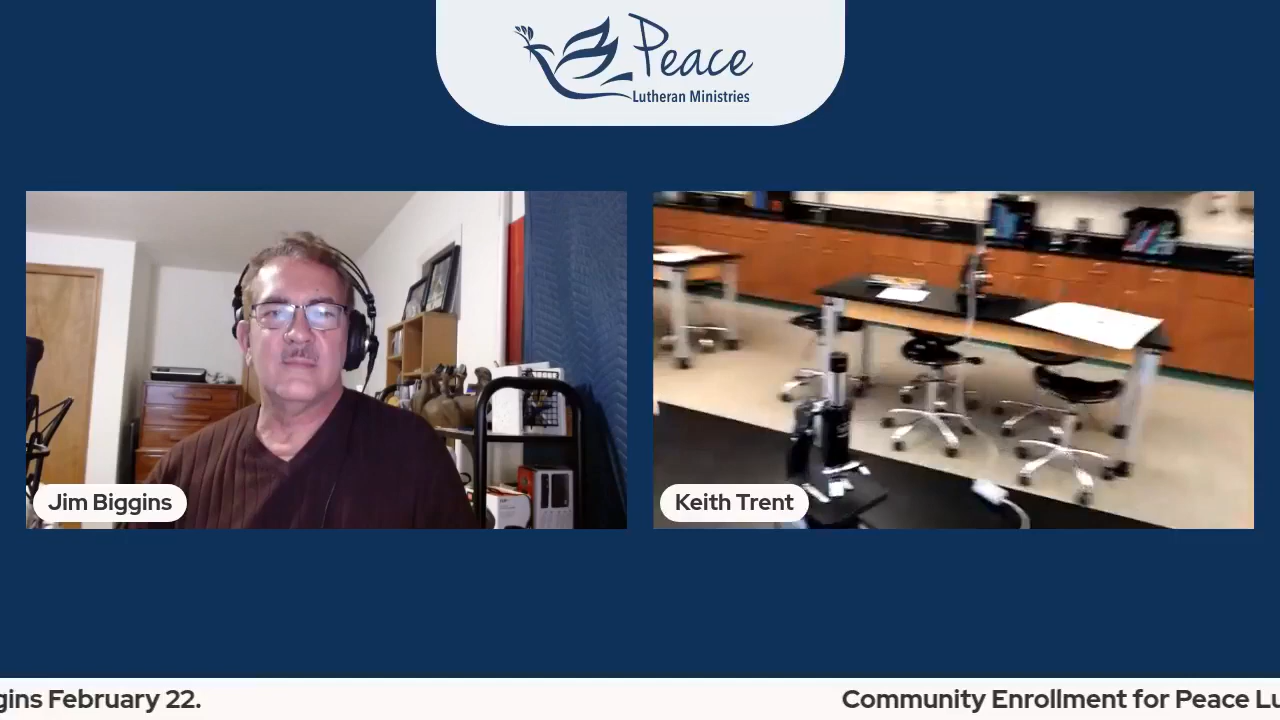 Peace
Lutheran Ministries
Jim Biggins
Keith Trent
gins February 22.
Community Enrollment for Peace Lu